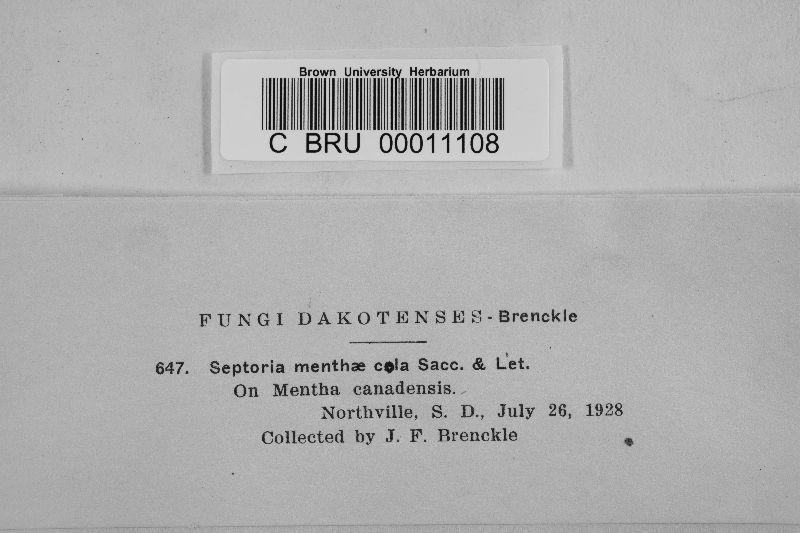 Brown University Herbarium
C BRU 00011108
FUNGI DAKOTENSES - Brenckle
647. Septoria menthæ cola Sacc. & Let.
On Mentha canadensis.
Northville, S. D., July 26, 1928
Collected by J. F. Brenckle